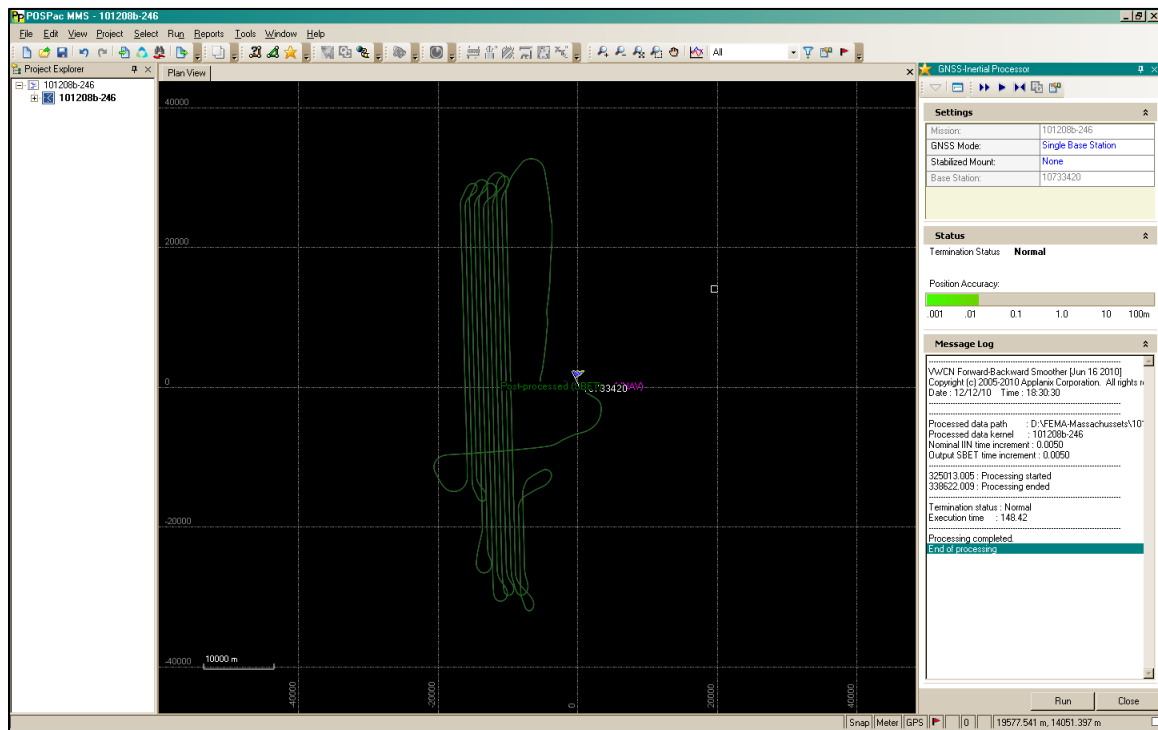 POSPac MMS - 101208b-246
File Edit View Project Select Run Reports Tools Window Help
All
Project Explorer
101208b-246
101208b-246
Plan View
40000
20000
0
-20000
-40000
Post-processed
10733420
10000 m
-40000
-20000
0
20000
40000
GNSS-Inertial Processor
Settings
Mission: 101208b-246
GNSS Mode: Single Base Station
Stabilized Mount: None
Base Station: 10733420
Status
Termination Status Normal
Position Accuracy:
.001 .01 0.1 1.0 10 100m
Message Log
VWCN Forward-Backward Smoother [Jun 16 2010]
Copyright (c) 2005-2010 Applanix Corporation. All rights r
Date : 12/12/10 Time : 18:30:30
Processed data path : D:\FEMA-Massachussets\10
Processed data kernel : 101208b-246
Nominal IIN time increment : 0.0050
Output SBET time increment : 0.0050
325013.005 : Processing started
338622.009 : Processing ended
Termination status : Normal
Execution time : 148.42
Processing completed.
End of processing
Run Close
Snap Meter GPS 0 19577.541 m, 14051.397 m